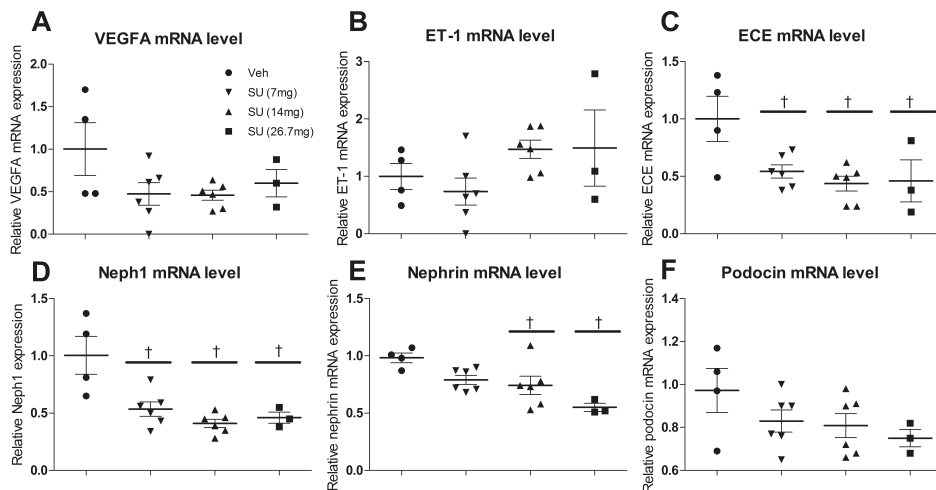 A
VEGFA mRNA level
Relative VEGFA mRNA expression
2.0
1.5
1.0
0.5
0.0
Veh
SU (7mg)
SU (14mg)
SU (26.7mg)
B
ET-1 mRNA level
Relative ET-1 mRNA expression
3
2
1
0
C
ECE mRNA level
Relative ECE mRNA expression
1.5
1.0
0.5
0.0
† † †
D
Neph1 mRNA level
Relative Neph1 expression
1.5
1.0
0.5
0.0
† † †
E
Nephrin mRNA level
Relative nephrin mRNA expression
1.5
1.0
0.5
0.0
† †
F
Podocin mRNA level
Relative podocin mRNA expression
1.4
1.2
1.0
0.8
0.6